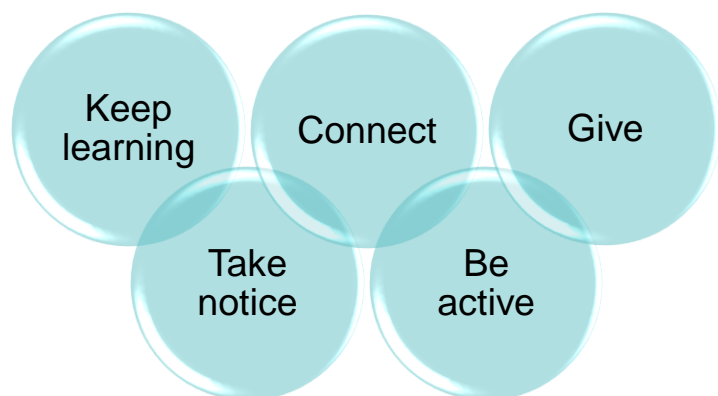 Keep
learning
Connect
Give
Take
notice
Be
active